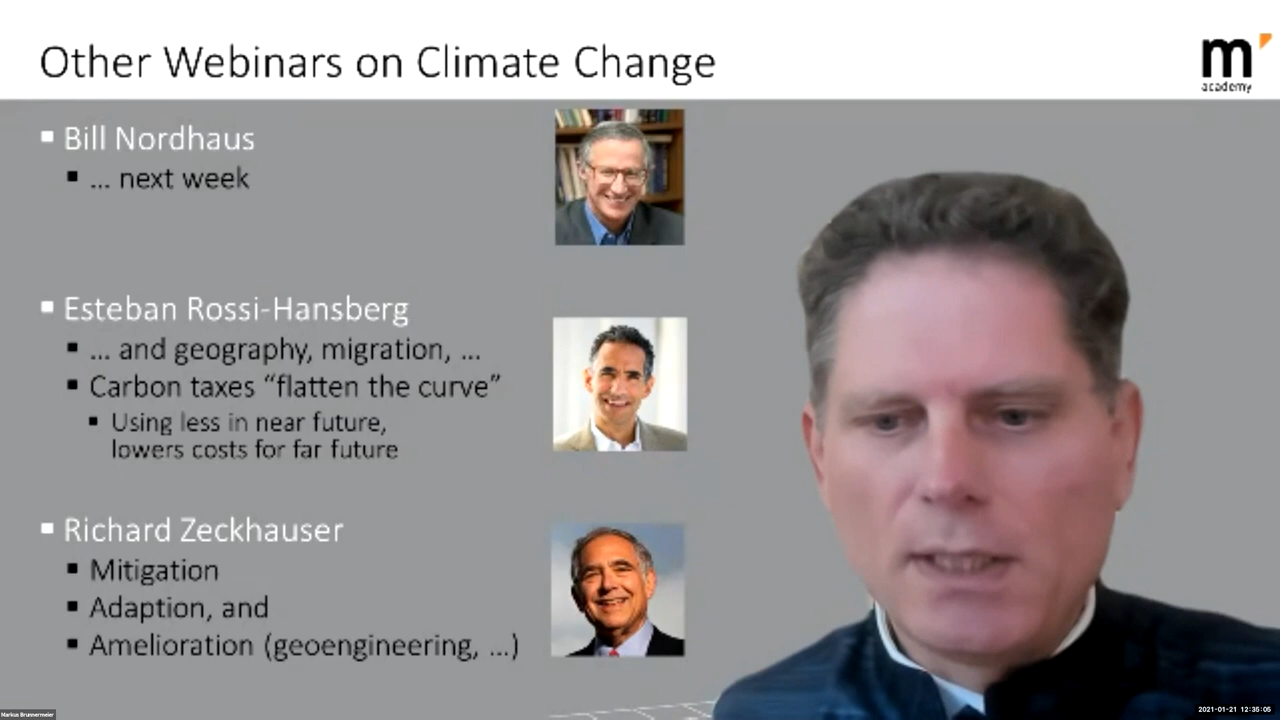 Other Webinars on Climate Change
m'
academy
▪ Bill Nordhaus
▪ ... next week
▪ Esteban Rossi-Hansberg
▪ ... and geography, migration, ...
▪ Carbon taxes “flatten the curve”
▪ Using less in near future,
lowers costs for far future
▪ Richard Zeckhauser
▪ Mitigation
▪ Adaption, and
▪ Amelioration (geoengineering, ...)
Markus Brunnermeier
2021-01-21 12:35:05